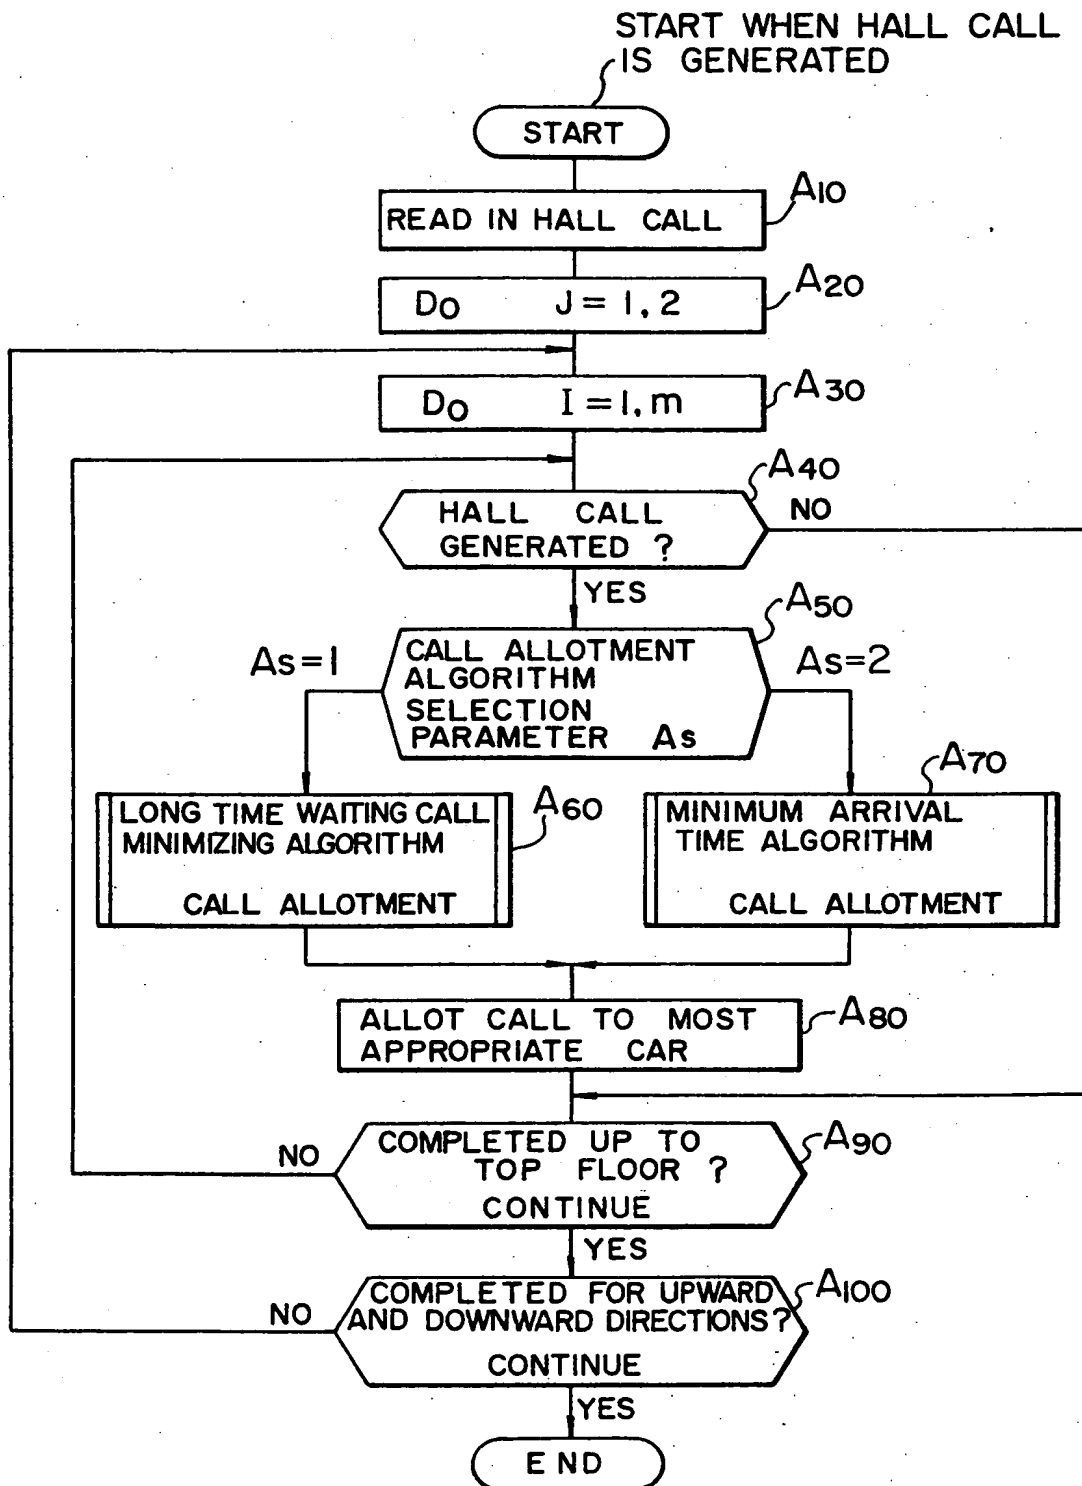 START WHEN HALL CALL
IS GENERATED
START
A10
READ IN HALL CALL
A20
DO J = 1, 2
A30
DO I = 1, m
A40
HALL CALL
GENERATED ?
NO
YES
A50
CALL ALLOTMENT
ALGORITHM
SELECTION
PARAMETER As
As=1
As=2
A60
LONG TIME WAITING CALL
MINIMIZING ALGORITHM
CALL ALLOTMENT
A70
MINIMUM ARRIVAL
TIME ALGORITHM
CALL ALLOTMENT
A80
ALLOT CALL TO MOST
APPROPRIATE CAR
A90
COMPLETED UP TO
TOP FLOOR ?
CONTINUE
NO
YES
A100
COMPLETED FOR UPWARD
AND DOWNWARD DIRECTIONS?
CONTINUE
NO
YES
END